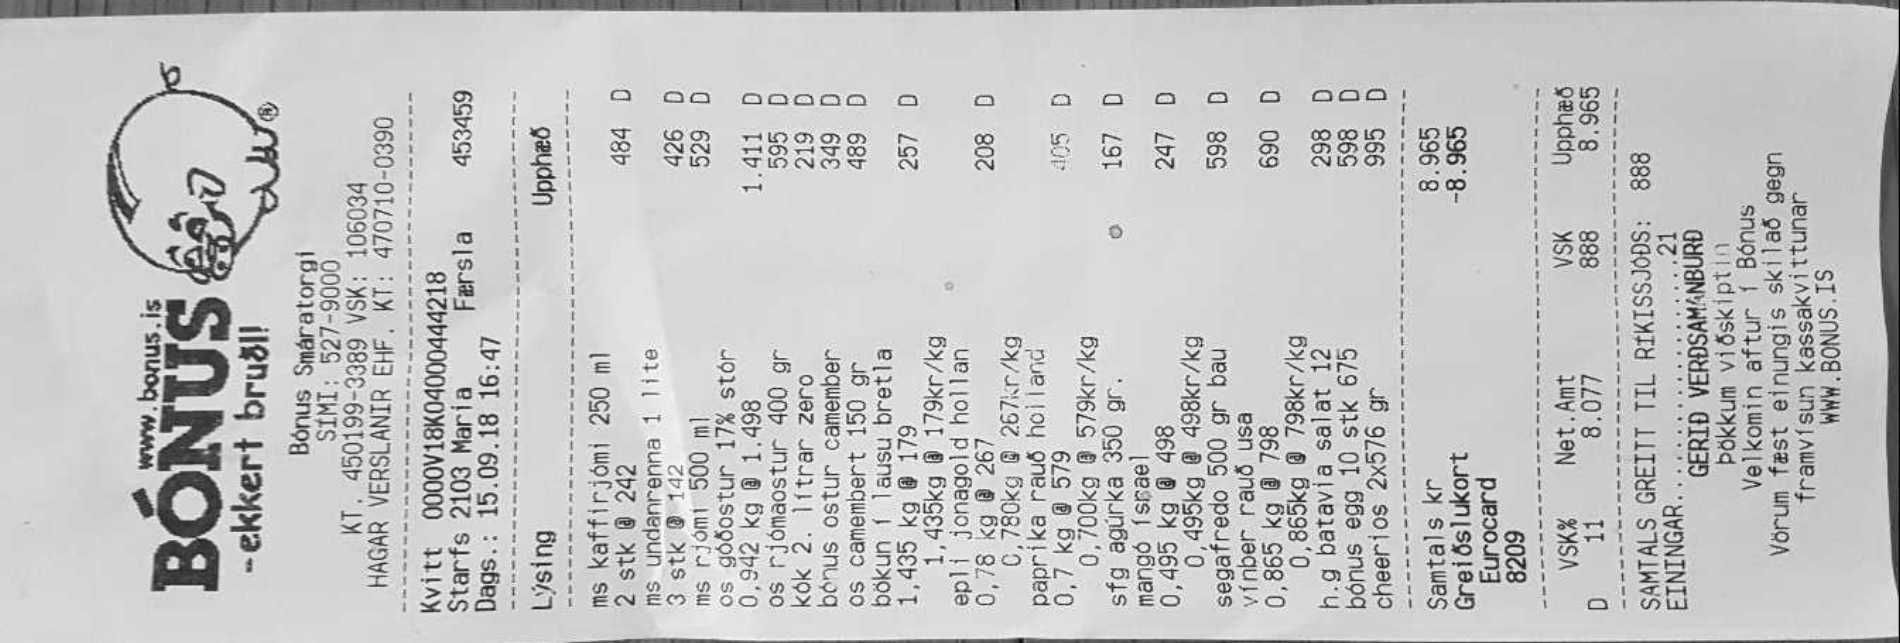 www.bonus.is
BÓNUS
-ekkert bruðl!
®
Bónus Smáratorgi
SÍMI: 527-9000
KT. 450199-3389 VSK: 106034
HAGAR VERSLANIR EHF. KT: 470710-0390
Kvitt 0000V18K0400044218
Starfs 2103 Maria Færsla 453459
Dags.: 15.09.18 16:47
Lýsing Upphæð
ms kaffirjómi 250 ml
2 stk @ 242 484 D
ms undanrenna 1 lite
3 stk @ 142 426 D
ms rjómi 500 ml 529 D
os góðostur 17% stór
0,942 kg @ 1.498 1.411 D
os rjómaostur 400 gr 595 D
kók 2. lítrar zero 219 D
bónus ostur camember 349 D
os camembert 150 gr 489 D
bökun í lausu bretla
1,435 kg @ 179 257 D
1,435kg @ 179kr/kg
epli jonagold hollan
0,78 kg @ 267 208 D
0,780kg @ 267kr/kg
paprika rauð holland
0,7 kg @ 579 405 D
0,700kg @ 579kr/kg
sfg agúrka 350 gr. 167 D
mangó ísrael
0,495 kg @ 498 247 D
0,495kg @ 498kr/kg
segafredo 500 gr bau 598 D
vínber rauð usa
0,865 kg @ 798 690 D
0,865kg @ 798kr/kg
h.g batavia salat 12 298 D
bónus egg 10 stk 675 598 D
cheerios 2x576 gr 995 D
Samtals kr 8.965
Greiðslukort -8.965
Eurocard
8209
VSK% Net.Amt VSK Upphæð
D 11 8.077 888 8.965
SAMTALS GREITT TIL RIKISSJOÐS: 888
EININGAR....................21
GERIÐ VERÐSAMANBURÐ
Þökkum viðskiptin
Velkomin aftur í Bónus
Vörum fæst einungis skilað gegn
framvísun kassakvittunar
WWW.BONUS.IS